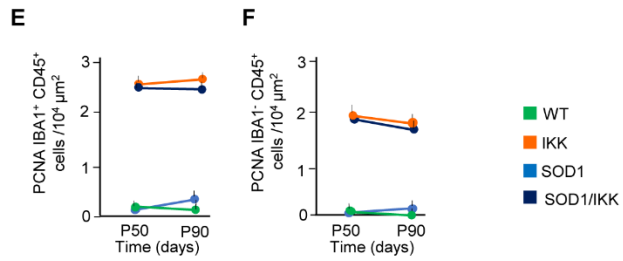 E
PCNA IBA1⁺ CD45⁺
cells /10⁴ µm²
3
2
1
0
P50 P90
Time (days)
F
PCNA IBA1⁻ CD45⁺
cells /10⁴ µm²
3
2
1
0
P50 P90
Time (days)
WT
IKK
SOD1
SOD1/IKK